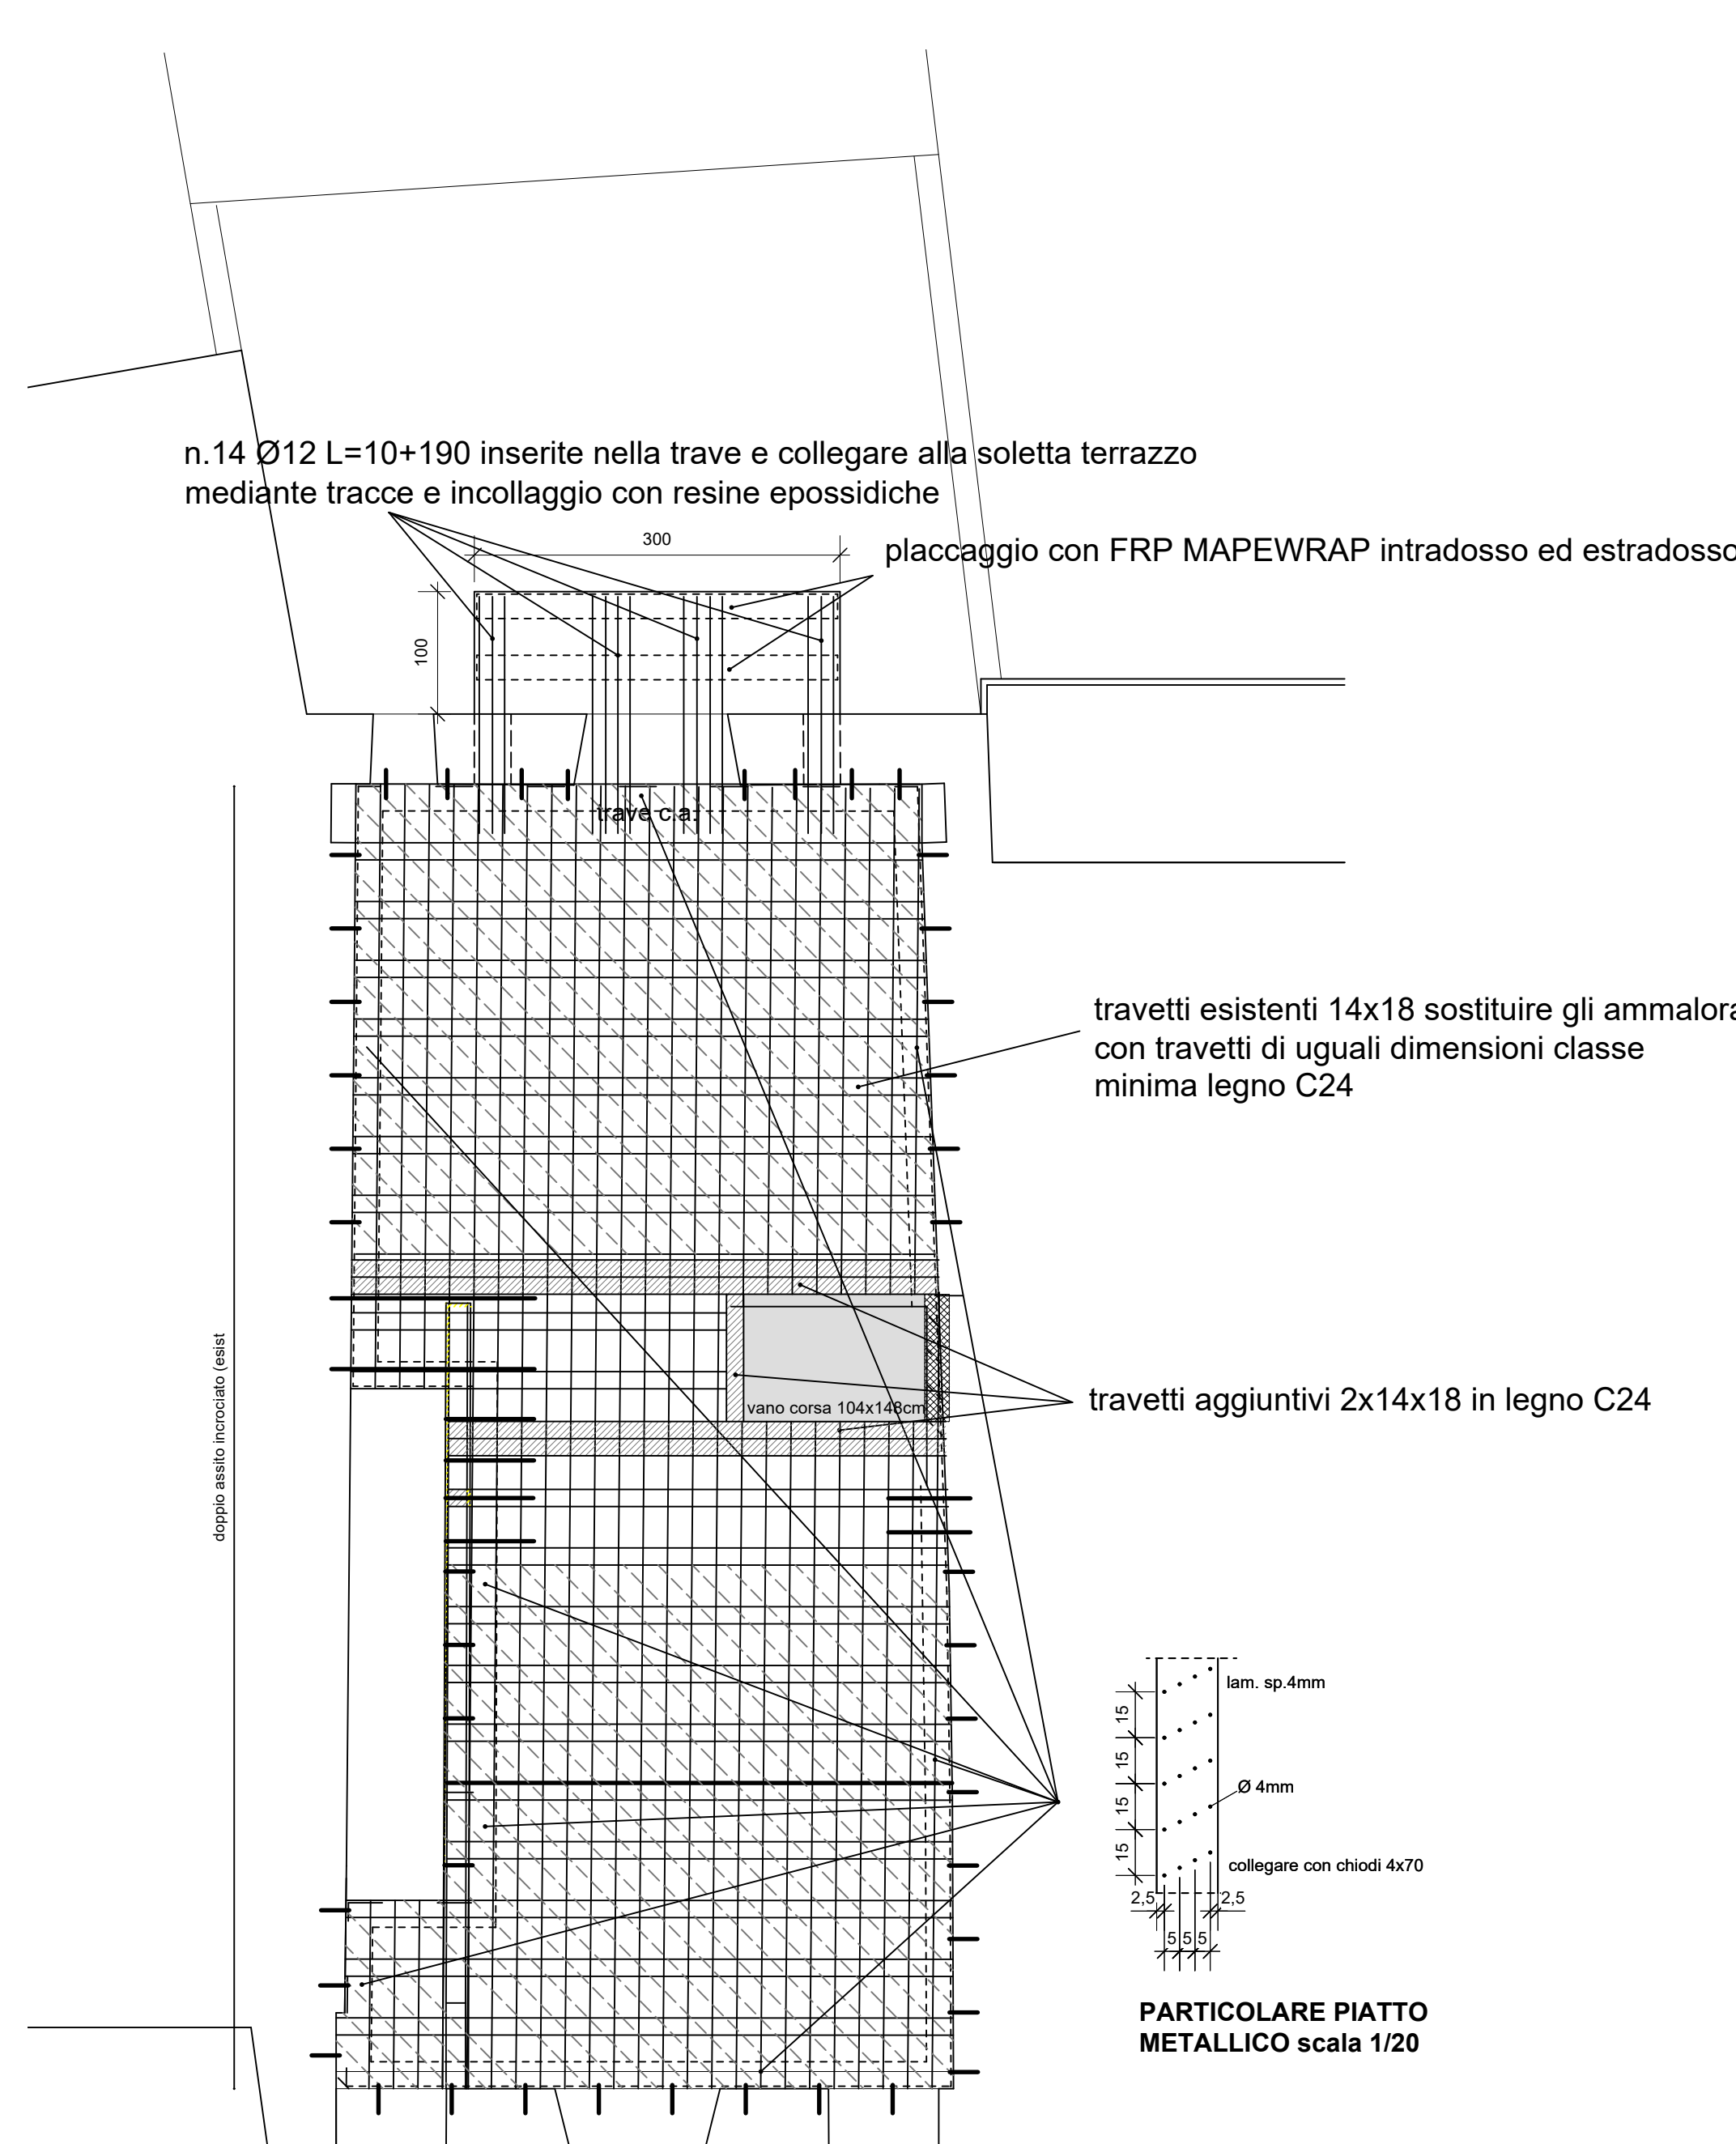 n.14 Ø12 L=10+190 inserite nella trave e collegare alla soletta terrazzo
mediante tracce e incollaggio con resine epossidiche
300
placcaggio con FRP MAPEWRAP intradosso ed estradosso
100
trave c.a.
travetti esistenti 14x18 sostituire gli ammalora
con travetti di uguali dimensioni classe
minima legno C24
doppio assito incrociato (esist
travetti aggiuntivi 2x14x18 in legno C24
vano corsa 104x148cm
lam. sp.4mm
15
15
Ø 4mm
15
15
collegare con chiodi 4x70
2,5
2,5
5 5 5
PARTICOLARE PIATTO
METALLICO scala 1/20